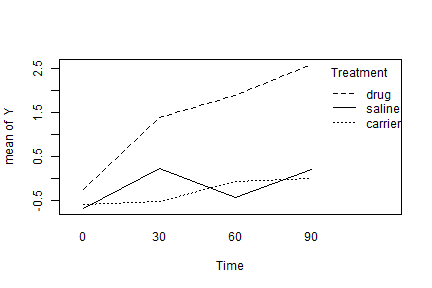 Treatment
drug
saline
carrier
mean of Y
2.5
1.5
0.5
-0.5
0 30 60 90
Time